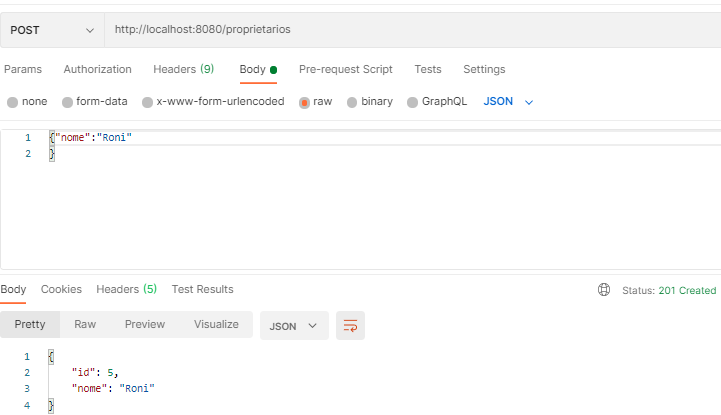 POST http://localhost:8080/proprietarios
Params Authorization Headers (9) Body Pre-request Script Tests Settings
none form-data x-www-form-urlencoded raw binary GraphQL JSON
1 {"nome":"Roni"
2 }
Body Cookies Headers (5) Test Results Status: 201 Created
Pretty Raw Preview Visualize JSON
1 {
2 "id": 5,
3 "nome": "Roni"
4 }